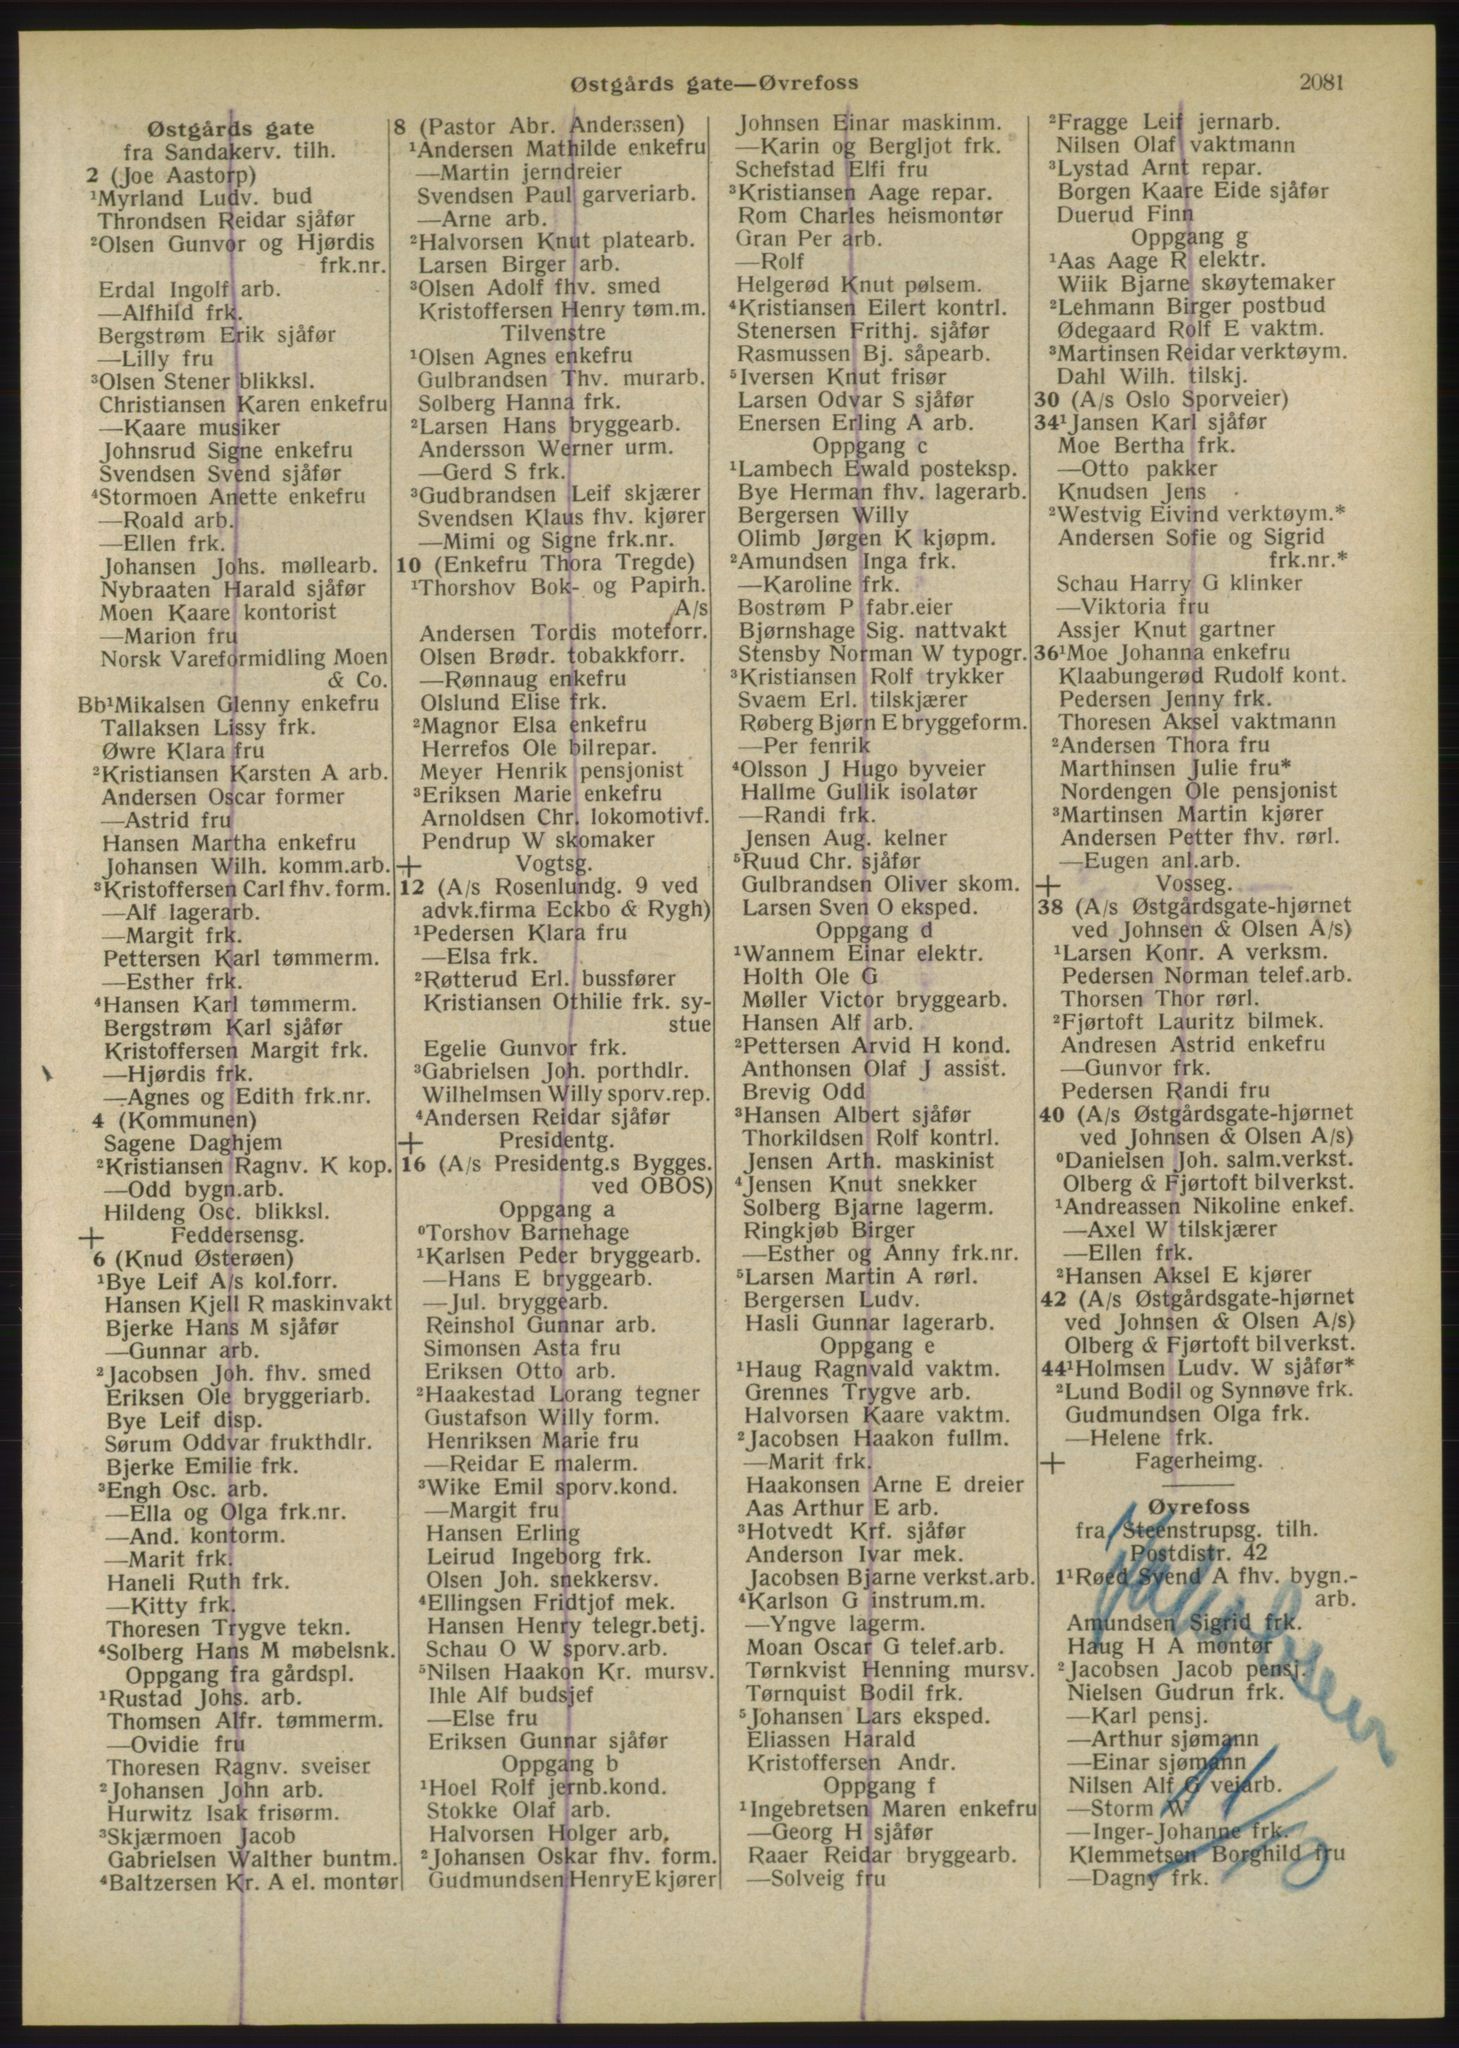 Østgårds gate—Øvrefoss
2081
Østgårds gate
fra Sandakerv. tilh.
2 (Joe Aastorp)
¹Myrland Ludv. bud
Throndsen Reidar sjåfør
²Olsen Gunvor og Hjørdis
frk.nr.
Erdal Ingolf arb.
—Alfhild frk.
Bergstrøm Erik sjåfør
—Lilly fru
³Olsen Stener blikksl.
Christiansen Karen enkefru
—Kaare musiker
Johnsrud Signe enkefru
Svendsen Svend sjåfør
⁴Stormoen Anette enkefru
—Roald arb.
—Ellen frk.
Johansen Johs. møllearb.
Nybraaten Harald sjåfør
Moen Kaare kontorist
—Marion fru
Norsk Vareformidling Moen
& Co.
Bb¹Mikalsen Glenny enkefru
Tallaksen Lissy frk.
Øwre Klara fru
²Kristiansen Karsten A arb.
Andersen Oscar former
—Astrid fru
Hansen Martha enkefru
Johansen Wilh. komm.arb.
³Kristoffersen Carl fhv. form.
—Alf lagerarb.
—Margit frk.
Pettersen Karl tømmerm.
—Esther frk.
⁴Hansen Karl tømmerm.
Bergstrøm Karl sjåfør
Kristoffersen Margit frk.
—Hjørdis frk.
—Agnes og Edith frk.nr.
4 (Kommunen)
Sagene Daghjem
²Kristiansen Ragnv. K kop.
—Odd bygn.arb.
Hildeng Osc. blikksl.
+ Feddersensg.
6 (Knud Østerøen)
¹Bye Leif A/s kol.forr.
Hansen Kjell R maskinvakt
Bjerke Hans M sjåfør
—Gunnar arb.
²Jacobsen Joh. fhv. smed
Eriksen Ole bryggeriarb.
Bye Leif disp.
Sørum Oddvar frukthdlr.
Bjerke Emilie frk.
³Engh Osc. arb.
—Ella og Olga frk.nr.
—And. kontorm.
—Marit frk.
Haneli Ruth frk.
—Kitty frk.
Thoresen Trygve tekn.
⁴Solberg Hans M møbelsnk.
Oppgang fra gårdspl.
¹Rustad Johs. arb.
Thomsen Alfr. tømmerm.
—Ovidie fru
Thoresen Ragnv. sveiser
²Johansen John arb.
Hurwitz Isak frisørm.
³Skjærmoen Jacob
Gabrielsen Walther buntm.
⁴Baltzersen Kr. A el. montør
8 (Pastor Abr. Anderssen)
¹Andersen Mathilde enkefru
—Martin jerndreier
Svendsen Paul garveriarb.
—Arne arb.
²Halvorsen Knut platearb.
Larsen Birger arb.
³Olsen Adolf fhv. smed
Kristoffersen Henry tøm.m.
Tilvenstre
¹Olsen Agnes enkefru
Gulbrandsen Thv. murarb.
Solberg Hanna frk.
²Larsen Hans bryggearb.
Andersson Werner urm.
—Gerd S frk.
³Gudbrandsen Leif skjærer
Svendsen Klaus fhv. kjører
—Mimi og Signe frk.nr.
10 (Enkefru Thora Tregde)
¹Thorshov Bok- og Papirh.
A/s
Andersen Tordis moteforr.
Olsen Brødr. tobakkforr.
—Rønnaug enkefru
Olslund Elise frk.
²Magnor Elsa enkefru
Herrefos Ole bilrepar.
Meyer Henrik pensjonist
³Eriksen Marie enkefru
Arnoldsen Chr. lokomotivf.
Pendrup W skomaker
+ Vogtsg.
12 (A/s Rosenlundg. 9 ved
advk.firma Eckbo & Rygh)
¹Pedersen Klara fru
—Elsa frk.
²Røtterud Erl. bussfører
Kristiansen Othilie frk. sy-
stue
Egelie Gunvor frk.
³Gabrielsen Joh. porthdlr.
Wilhelmsen Willy sporv.rep.
⁴Andersen Reidar sjåfør
+ Presidentg.
16 (A/s Presidentg.s Bygges.
ved OBOS)
Oppgang a
⁰Torshov Barnehage
¹Karlsen Peder bryggearb.
—Hans E bryggearb.
—Jul. bryggearb.
Reinshol Gunnar arb.
Simonsen Asta fru
Eriksen Otto arb.
²Haakestad Lorang tegner
Gustafson Willy form.
Henriksen Marie fru
—Reidar E malerm.
³Wike Emil sporv.kond.
—Margit fru
Hansen Erling
Leirud Ingeborg frk.
Olsen Joh. snekkersv.
⁴Ellingsen Fridtjof mek.
Hansen Henry telegr.betj.
Schau O W sporv.arb.
⁵Nilsen Haakon Kr. mursv.
Ihle Alf budsjef
—Else fru
Eriksen Gunnar sjåfør
Oppgang b
¹Hoel Rolf jernb.kond.
Stokke Olaf arb.
Halvorsen Holger arb.
²Johansen Oskar fhv. form.
Gudmundsen Henry E kjører
Johnsen Einar maskinm.
—Karin og Bergljot frk.
Schefstad Elfi fru
³Kristiansen Aage repar.
Rom Charles heismontør
Gran Per arb.
—Rolf
Helgerød Knut pølsem.
⁴Kristiansen Eilert kontrl.
Stenersen Frithj. sjåfør
Rasmussen Bj. såpearb.
⁵Iversen Knut frisør
Larsen Odvar S sjåfør
Enersen Erling A arb.
Oppgang c
¹Lambech Ewald posteksp.
Bye Herman fhv. lagerarb.
Bergersen Willy
Olimb Jørgen K kjøpm.
²Amundsen Inga frk.
—Karoline frk.
Bostrøm P fabr.eier
Bjørnshage Sig. nattvakt
Stensby Norman W typogr.
³Kristiansen Rolf trykker
Svaem Erl. tilskjærer
Røberg Bjørn E bryggeform.
—Per fenrik
⁴Olsson J Hugo byveier
Hallme Gullik isolatør
—Randi frk.
Jensen Aug. kelner
⁵Ruud Chr. sjåfør
Gulbrandsen Oliver skom.
Larsen Sven O eksped.
Oppgang d
¹Wannem Einar elektr.
Holth Ole G
Møller Victor bryggearb.
Hansen Alf arb.
²Pettersen Arvid H kond.
Anthonsen Olaf J assist.
Brevig Odd
³Hansen Albert sjåfør
Thorkildsen Rolf kontrl.
Jensen Arth. maskinist
⁴Jensen Knut snekker
Solberg Bjarne lagerm.
Ringkjøb Birger
—Esther og Anny frk.nr.
⁵Larsen Martin A rørl.
Bergersen Ludv.
Hasli Gunnar lagerarb.
Oppgang e
¹Haug Ragnvald vaktm.
Grennes Trygve arb.
Halvorsen Kaare vaktm.
²Jacobsen Haakon fullm.
—Marit frk.
Haakonsen Arne E dreier
Aas Arthur E arb.
³Hotvedt Krf. sjåfør
Anderson Ivar mek.
Jacobsen Bjarne verkst.arb.
⁴Karlson G instrum.m.
—Yngve lagerm.
Moan Oscar G telef.arb.
Tørnkvist Henning mursv.
Tørnquist Bodil frk.
⁵Johansen Lars eksped.
Eliassen Harald
Kristoffersen Andr.
Oppgang f
¹Ingebretsen Maren enkefru
—Georg H sjåfør
Raaer Reidar bryggearb.
—Solveig fru
²Fragge Leif jernarb.
Nilsen Olaf vaktmann
³Lystad Arnt repar.
Borgen Kaare Eide sjåfør
Duerud Finn
Oppgang g
¹Aas Aage R elektr.
Wiik Bjarne skøytemaker
²Lehmann Birger postbud
Ødegaard Rolf E vaktm.
³Martinsen Reidar verktøym.
Dahl Wilh. tilskj.
30 (A/s Oslo Sporveier)
34¹Jansen Karl sjåfør
Moe Bertha frk.
—Otto pakker
Knudsen Jens
²Westvig Eivind verktøym.*
Andersen Sofie og Sigrid
frk.nr.*
Schau Harry G klinker
—Viktoria fru
Assjer Knut gartner
36¹Moe Johanna enkefru
Klaabungerød Rudolf kont.
Pedersen Jenny frk.
Thoresen Aksel vaktmann
²Andersen Thora fru
Marthinsen Julie fru*
Nordengen Ole pensjonist
³Martinsen Martin kjører
Andersen Petter fhv. rørl.
—Eugen anl.arb.
+ Vosseg.
38 (A/s Østgårdsgate-hjørnet
ved Johnsen & Olsen A/s)
¹Larsen Konr. A verksm.
Pedersen Norman telef.arb.
Thorsen Thor rørl.
²Fjørtoft Lauritz bilmek.
Andresen Astrid enkefru
—Gunvor frk.
Pedersen Randi fru
40 (A/s Østgårdsgate-hjørnet
ved Johnsen & Olsen A/s)
⁰Danielsen Joh. salm.verkst.
Olberg & Fjørtoft bilverkst.
¹Andreassen Nikoline enkef.
—Axel W tilskjærer
—Ellen frk.
²Hansen Aksel E kjører
42 (A/s Østgårdsgate-hjørnet
ved Johnsen & Olsen A/s)
Olberg & Fjørtoft bilverkst.
44¹Holmsen Ludv. W sjåfør*
²Lund Bodil og Synnøve frk.
Gudmundsen Olga frk.
—Helene frk.
+ Fagerheimg.
Øvrefoss
fra Steenstrupsg. tilh.
Postdistr. 42
1¹Røed Svend A fhv. bygn.-
arb.
Amundsen Sigrid frk.
Haug H A montør
²Jacobsen Jacob pensj.
Nielsen Gudrun frk.
—Karl pensj.
—Arthur sjømann
—Einar sjømann
Nilsen Alf G veiarb.
—Storm W
—Inger-Johanne frk.
Klemmetsen Borghild fru
—Dagny frk.